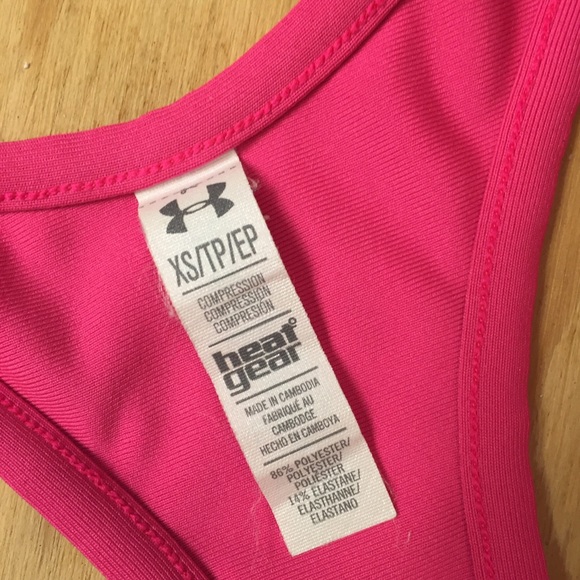 XS/TP/EP
COMPRESSION
COMPRESSION
COMPRESIÓN
heat
gear
MADE IN CAMBODIA
FABRIQUÉ AU
CAMBODGE
HECHO EN CAMBOYA
86% POLYESTER/
POLYESTER/
POLIÉSTER
14% ELASTANE/
ELASTHANNE/
ELASTANO